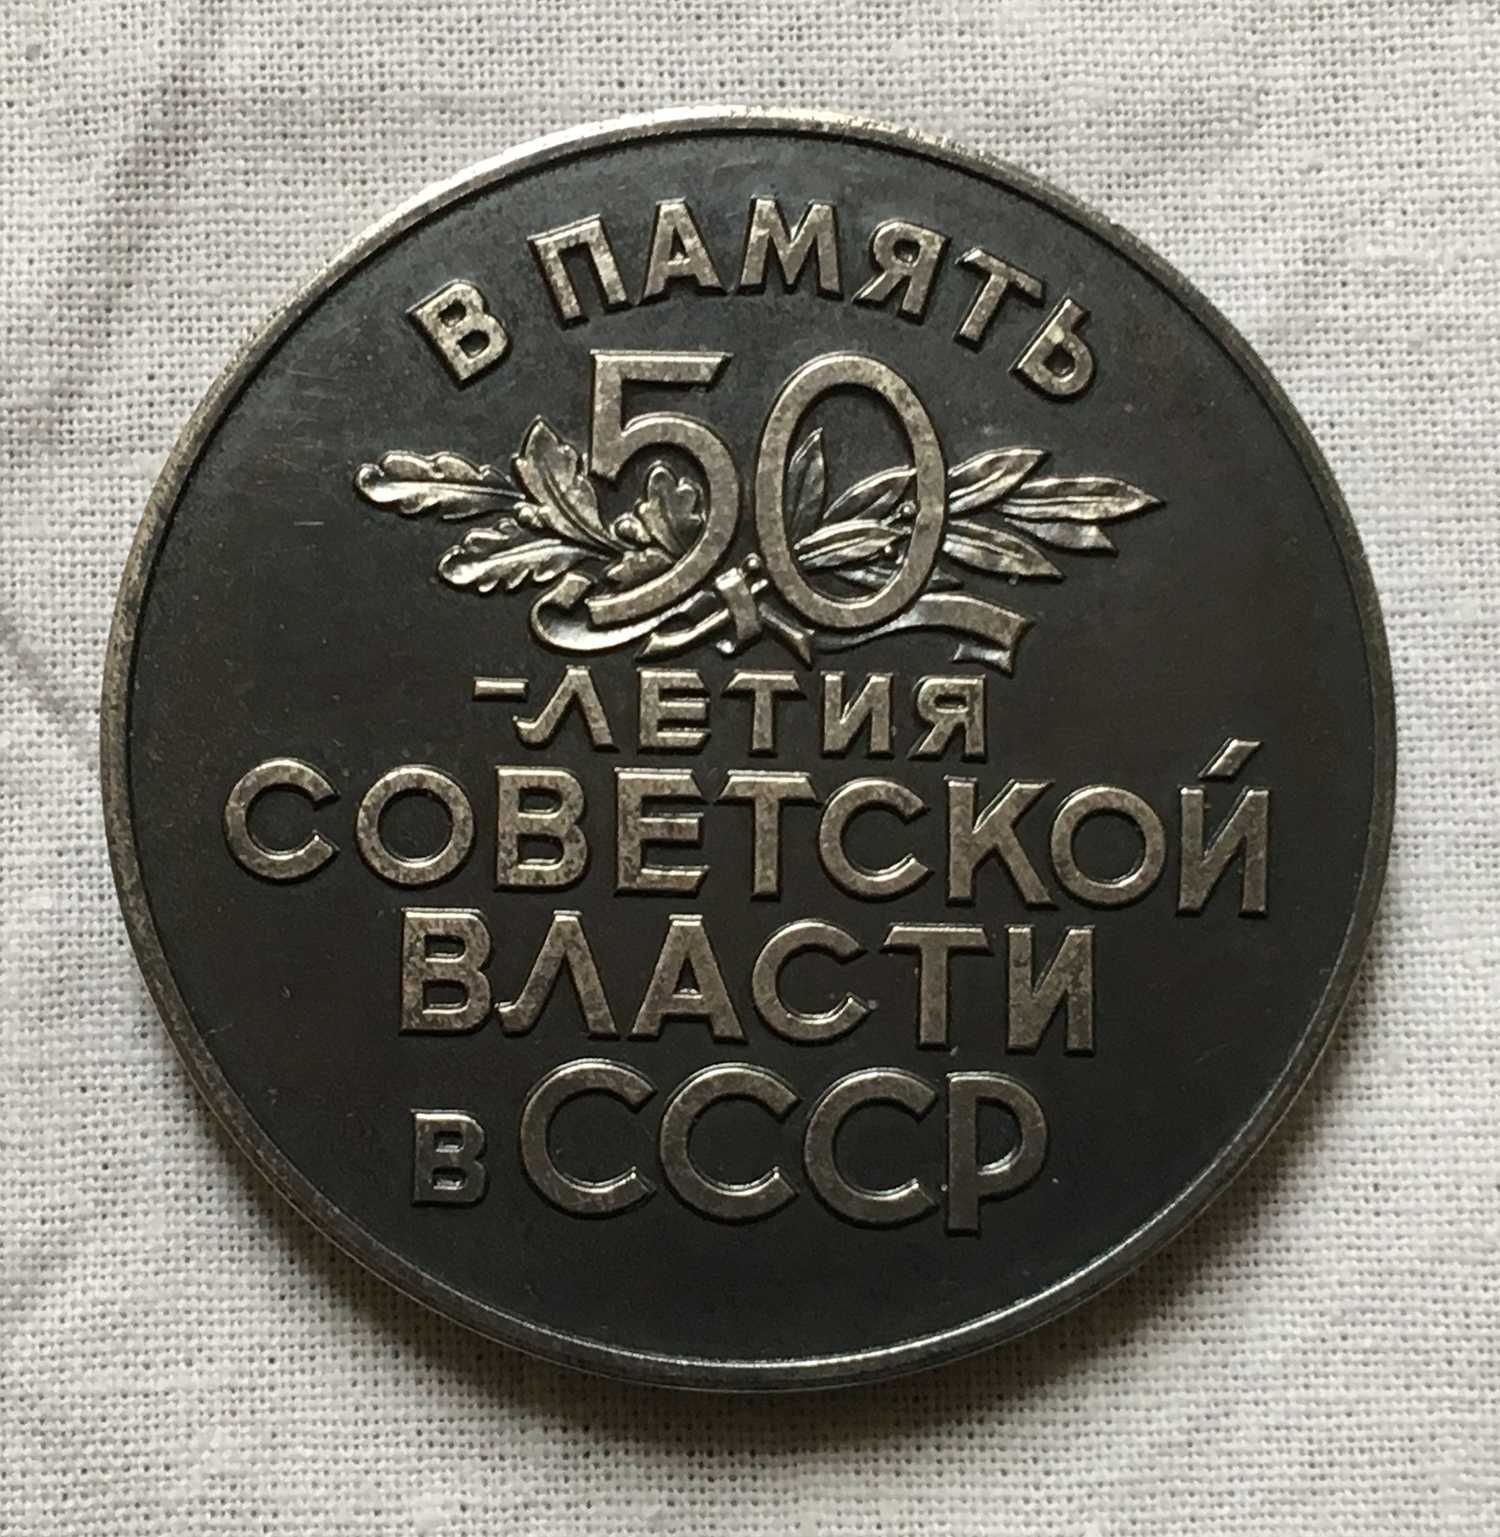 В ПАМЯТЬ
50
-ЛЕТИЯ
СОВЕТСКОЙ
ВЛАСТИ
в СССР